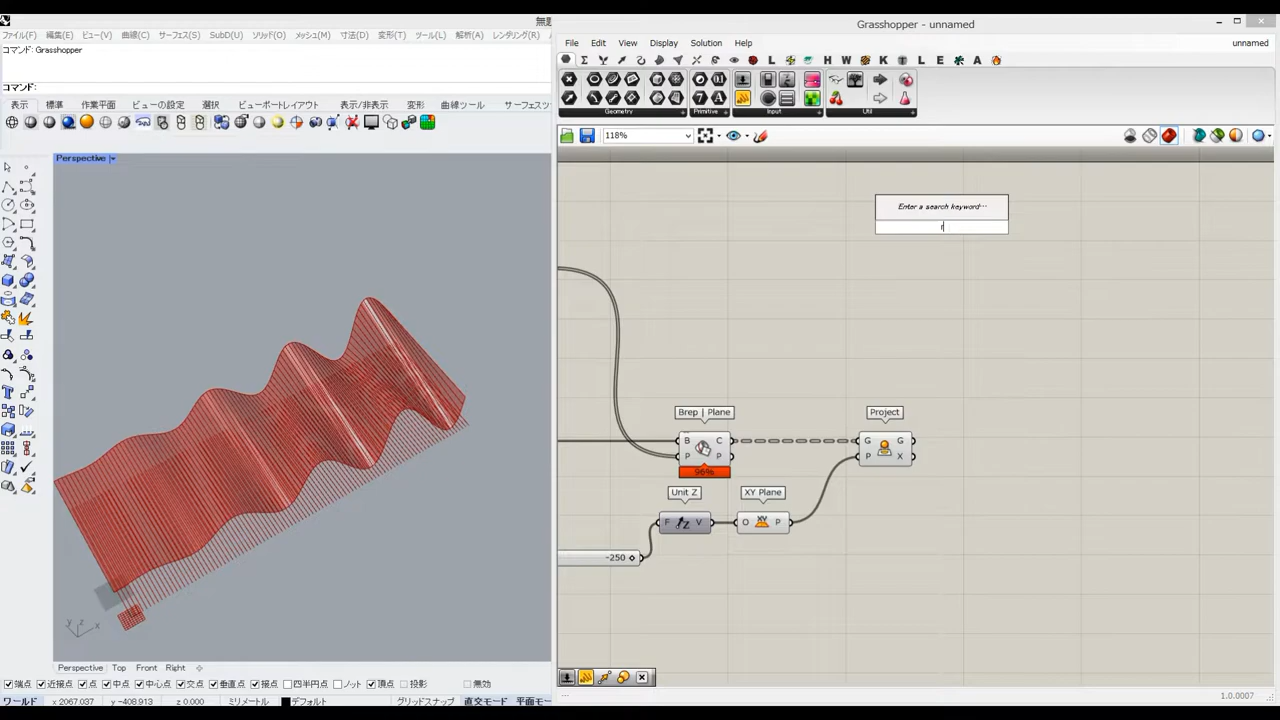 無題
ファイル(F) 編集(E) ビュー(V) 曲線(C) サーフェス(S) SubD(U) ソリッド(O) メッシュ(M) 寸法(D) 変形(T) ツール(L) 解析(A) レンダリング(R)
コマンド: Grasshopper
コマンド:
表示 標準 作業平面 ビューの設定 選択 ビューポートレイアウト 表示/非表示 変形 曲線ツール サーフェス
Perspective
z y x
Perspective Top Front Right
端点 近接点 点 中点 中心点 交点 垂直点 接点 四半円点 ノット 頂点 投影 無効
ワールド x 2067.037 y -408.913 z 0.000 ミリメートル デフォルト グリッドスナップ 直交モード 平面モー
Grasshopper - unnamed
File Edit View Display Solution Help unnamed
Geometry Primitive Input Util
118%
Enter a search keyword...
r
Brep | Plane
B C
P P
96%
Project
G G
P X
Unit Z
F Z V
XY Plane
O XY P
-250
1.0.0007